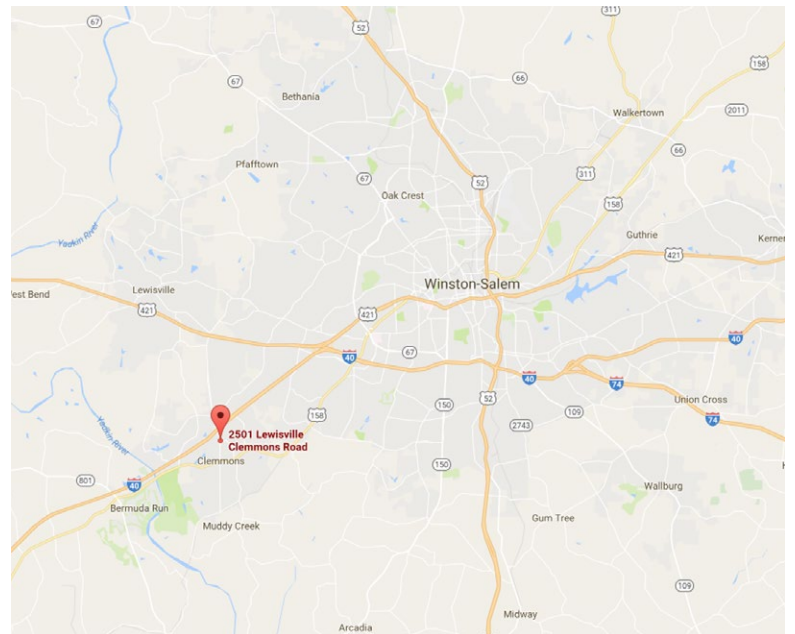 67
52
311
66
158
Bethania
67
Walkertown
2011
66
Pfafftown
67
52
311
Oak Crest
158
Yadkin River
Guthrie
Kerner
421
421
Winston-Salem
Lewisville
est Bend
421
421
40
67
40
40
74
Union Cross
52
150
158
109
74
2501 Lewisville
Clemmons Road
2743
Yadkin River
Clemmons
150
801
40
Wallburg
Bermuda Run
Muddy Creek
Gum Tree
109
Midway
Arcadia